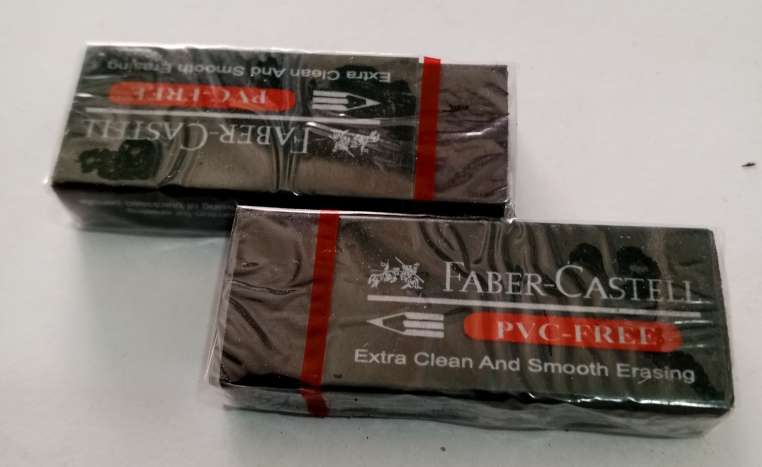 Extra Clean And Smooth Erasing
PVC-FREE
FABER-CASTELL
FABER-CASTELL
PVC-FREE
Extra Clean And Smooth Erasing